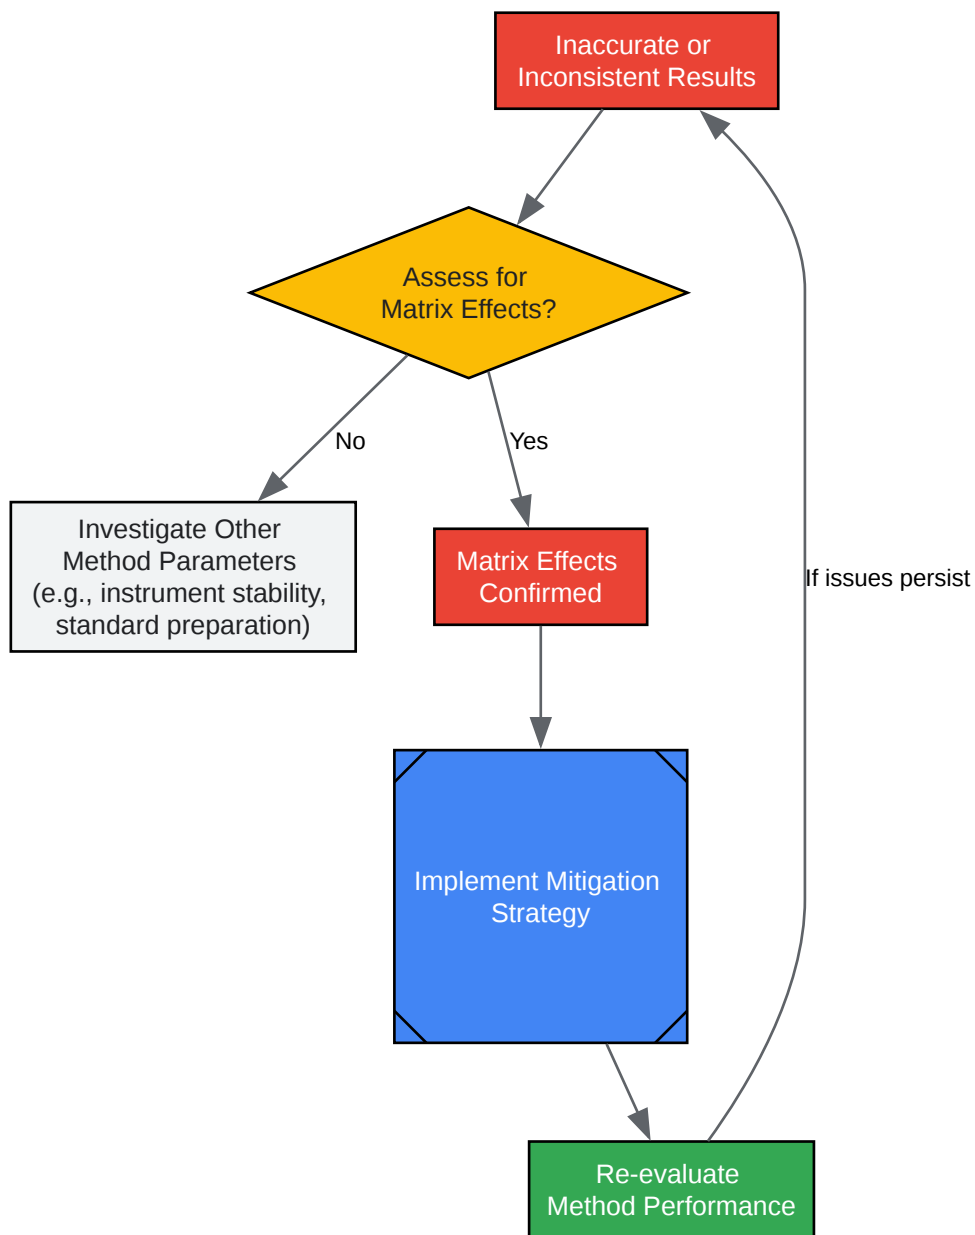 Inaccurate or
Inconsistent Results
Assess for
Matrix Effects?
No
Yes
Investigate Other
Method Parameters
(e.g., instrument stability,
standard preparation)
Matrix Effects
Confirmed
If issues persist
Implement Mitigation
Strategy
Re-evaluate
Method Performance